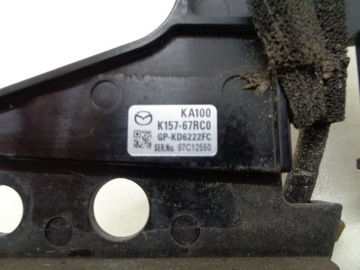 KA100
K157-67RC0
GP-KD6222FC
SER.No. 87C12550